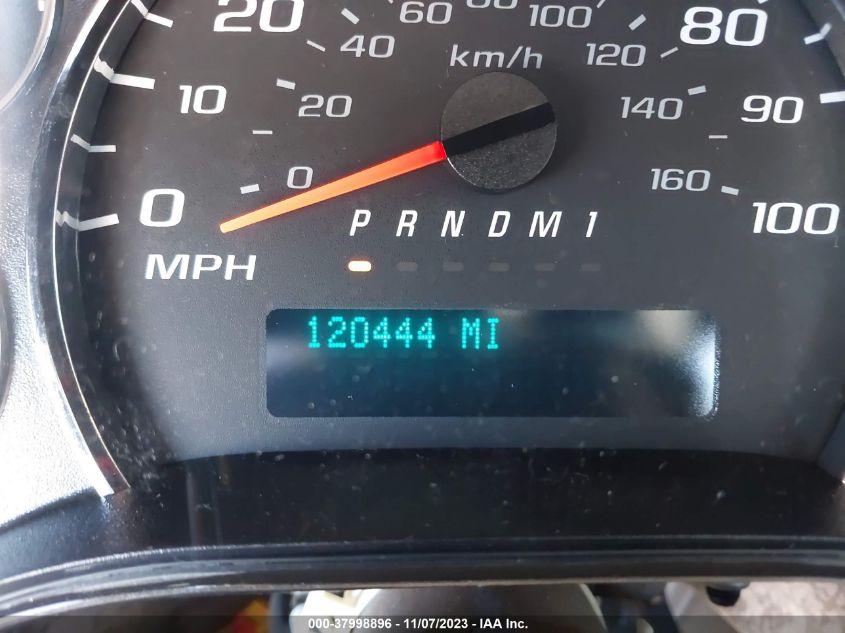 20 60 80 100 80
40 km/h 120
10 20 140 90
0 160
0 100
P R N D M 1
MPH
120444 MI
000-37998896 — 11/07/2023 — IAA Inc.